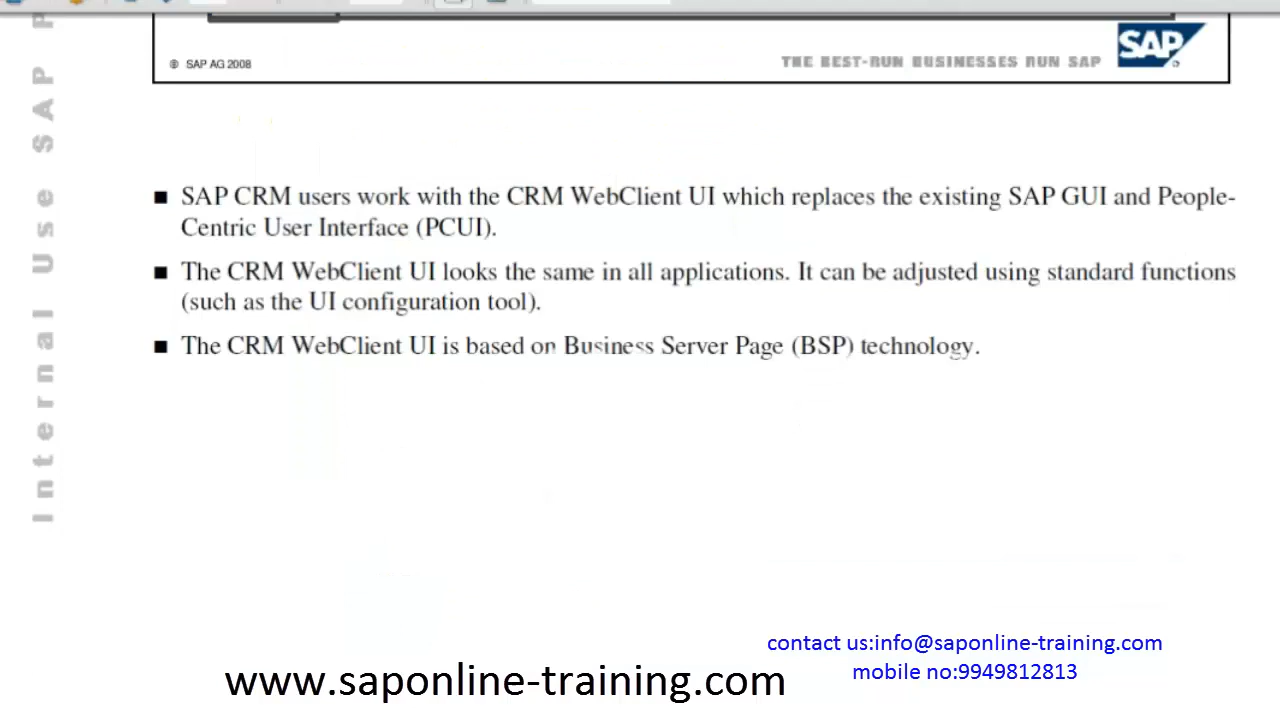 © SAP AG 2008
THE BEST-RUN BUSINESSES RUN SAP
SAP
Internal Use SAP P
■ SAP CRM users work with the CRM WebClient UI which replaces the existing SAP GUI and People-
Centric User Interface (PCUI).
■ The CRM WebClient UI looks the same in all applications. It can be adjusted using standard functions
(such as the UI configuration tool).
■ The CRM WebClient UI is based on Business Server Page (BSP) technology.
contact us:info@saponline-training.com
mobile no:9949812813
www.saponline-training.com